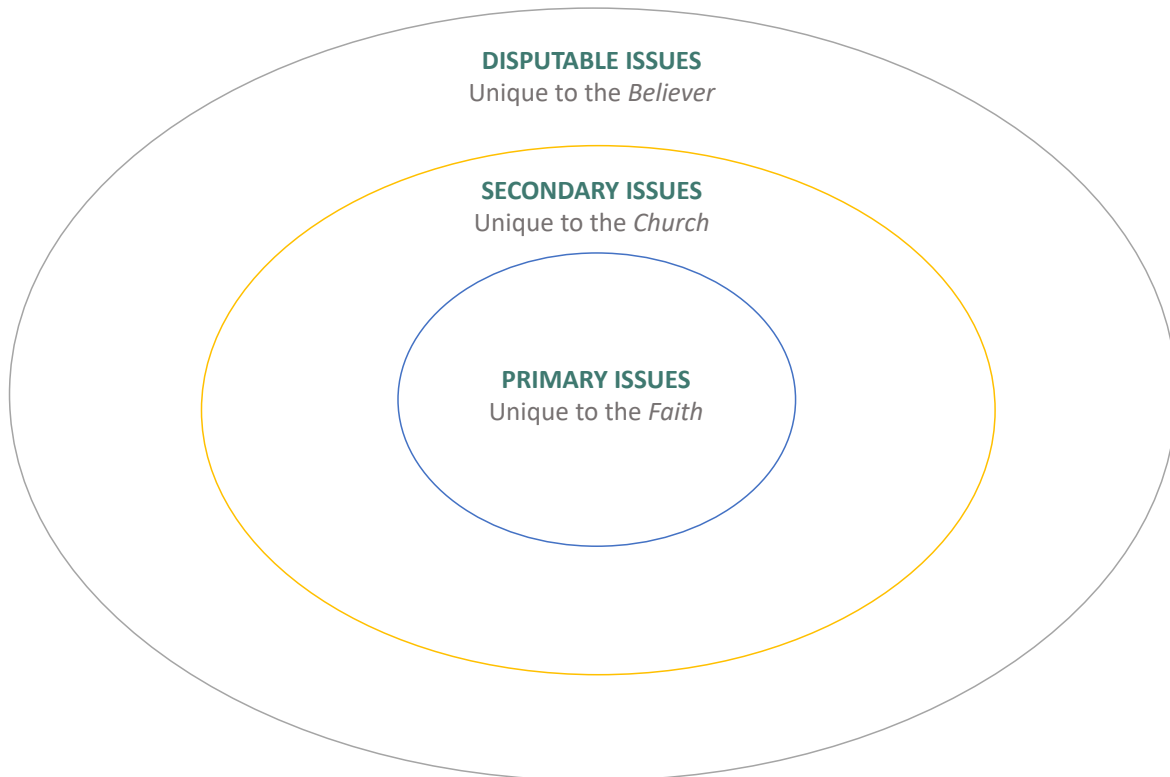 DISPUTABLE ISSUES
Unique to the Believer
SECONDARY ISSUES
Unique to the Church
PRIMARY ISSUES
Unique to the Faith